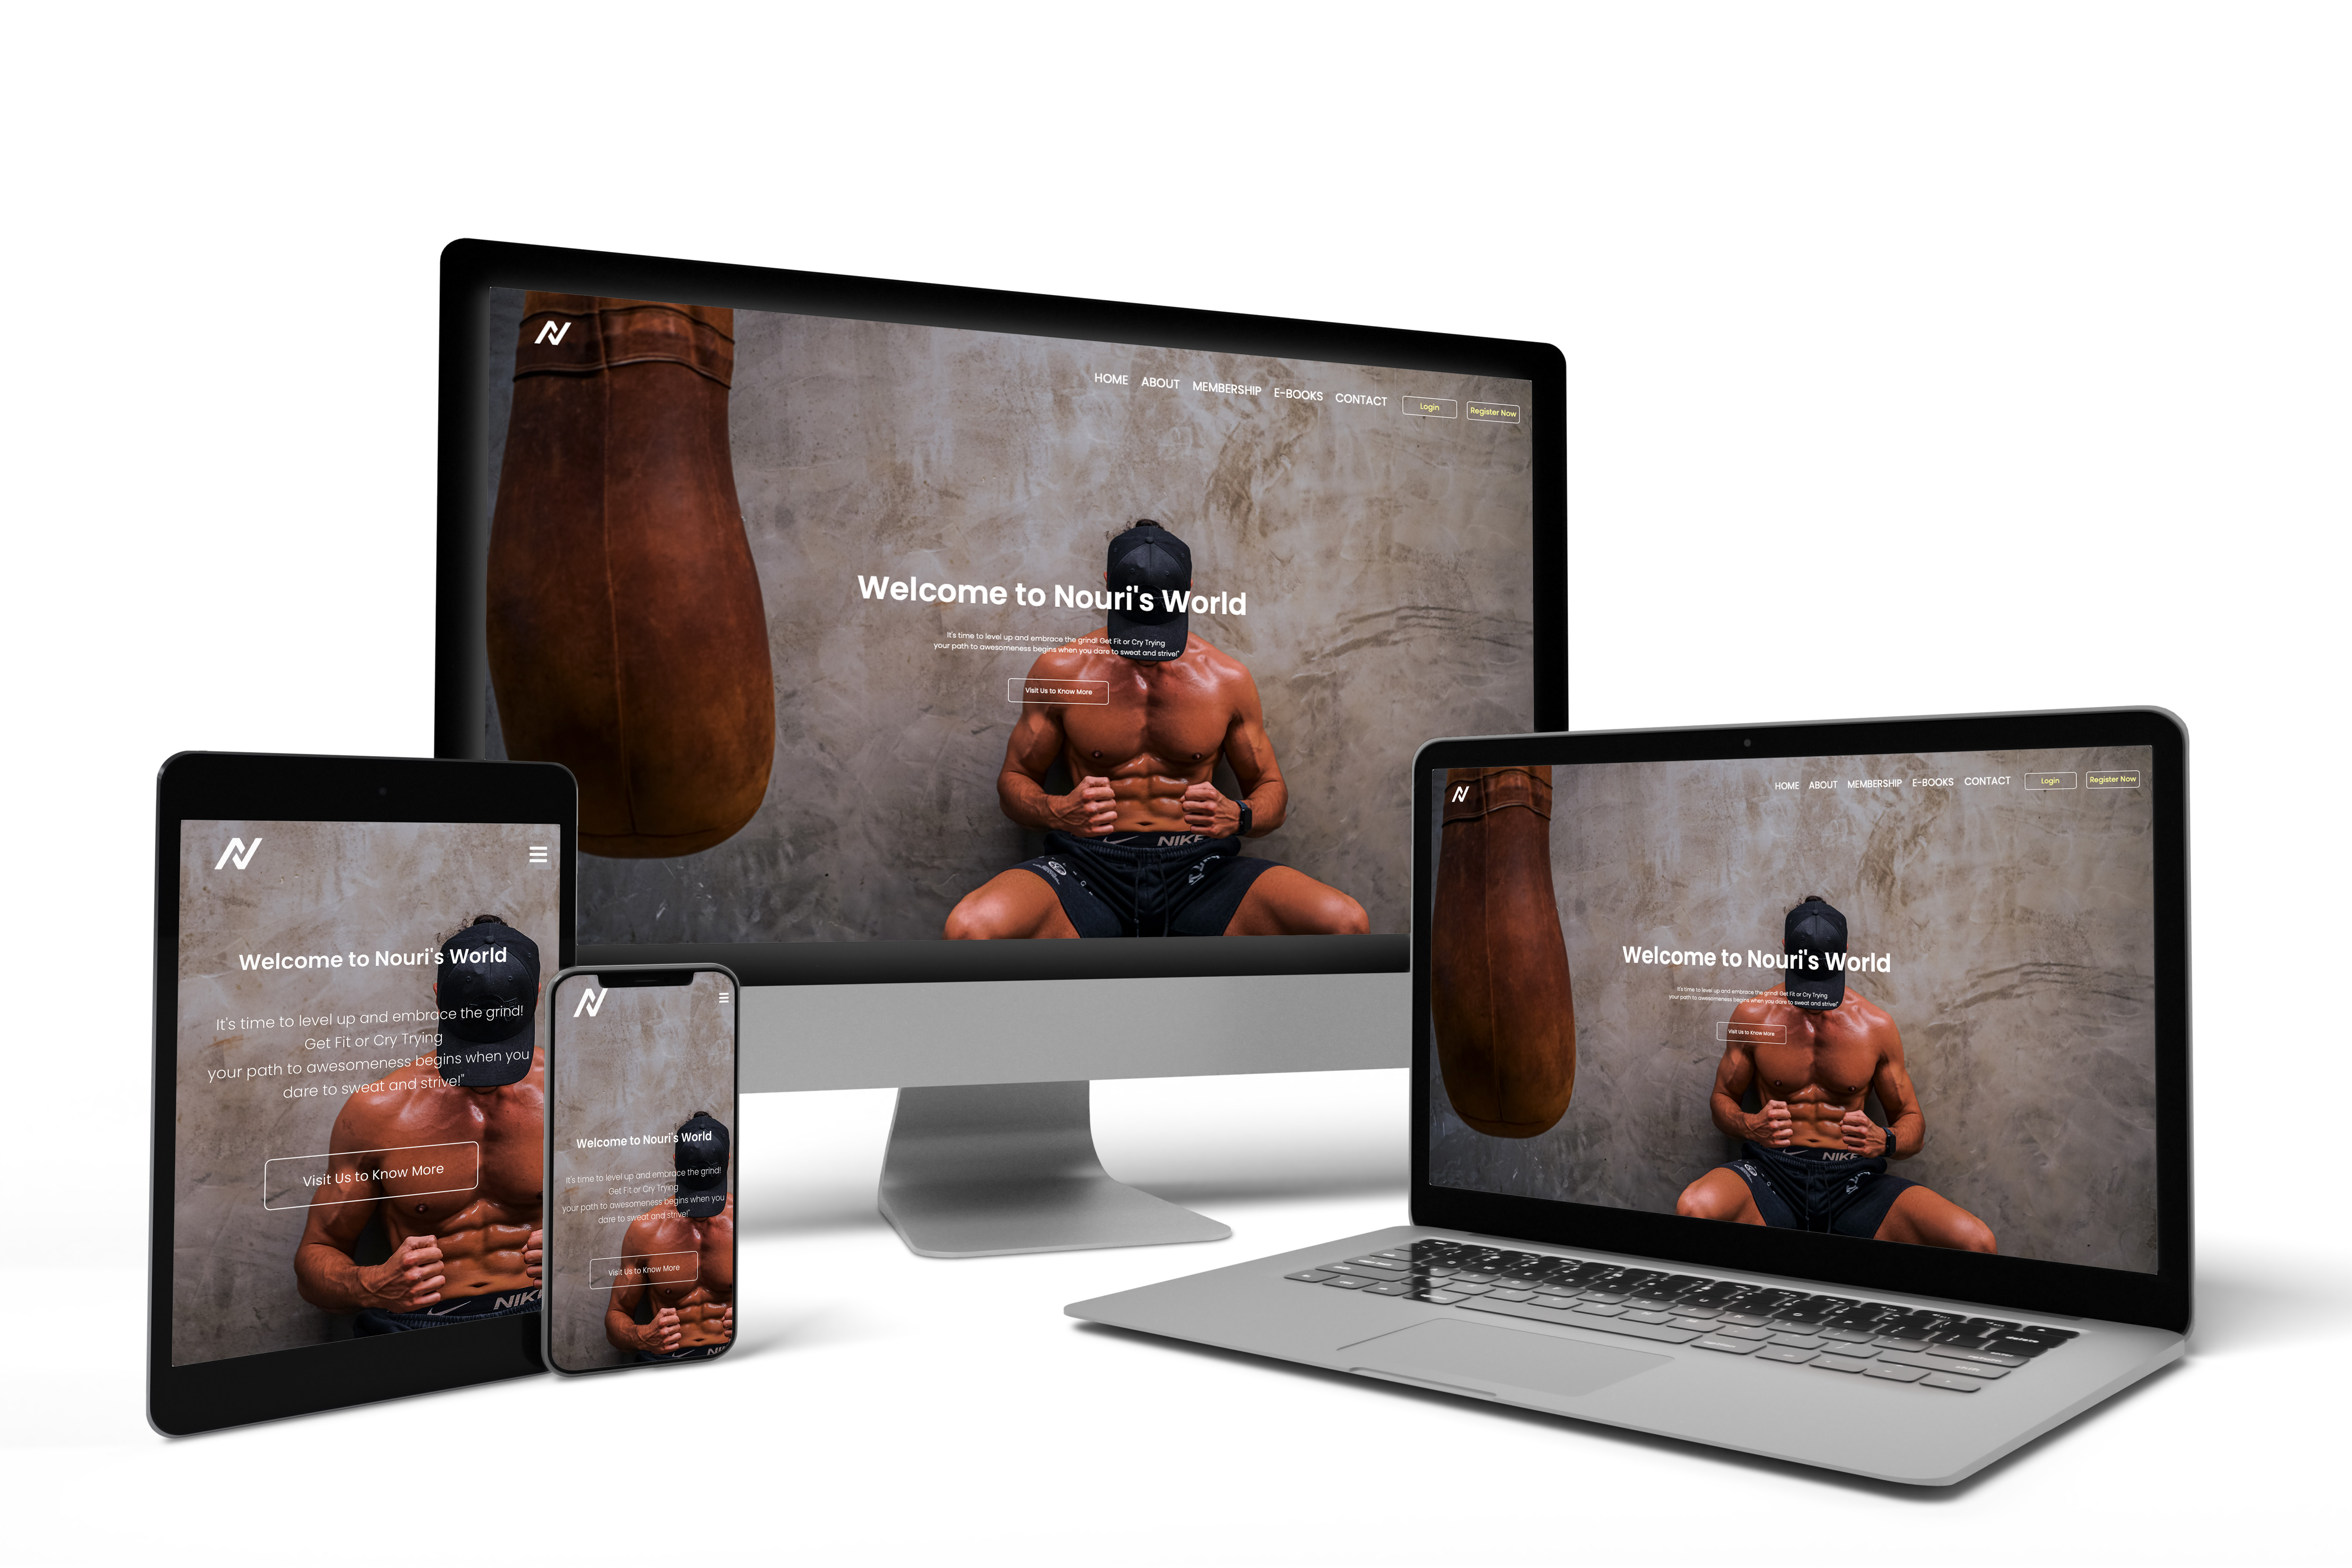 HOME ABOUT MEMBERSHIP E-BOOKS CONTACT Login Register Now
Welcome to Nouri's World
It's time to level up and embrace the grind! Get Fit or Cry Trying
your path to awesomeness begins when you dare to sweat and strive!"
Visit Us to Know More
NIKE
Welcome to Nouri's World
It's time to level up and embrace the grind!
Get Fit or Cry Trying
your path to awesomeness begins when you
dare to sweat and strive!"
Visit Us to Know More
NIK
Welcome to Nouri's World
It's time to level up and embrace the grind!
Get Fit or Cry Trying
your path to awesomeness begins when you
dare to sweat and strive!"
Visit Us to Know More
NI
HOME ABOUT MEMBERSHIP E-BOOKS CONTACT Login Register Now
Welcome to Nouri's World
It's time to level up and embrace the grind! Get Fit or Cry Trying
your path to awesomeness begins when you dare to sweat and strive!"
Visit Us to Know More
NIKE